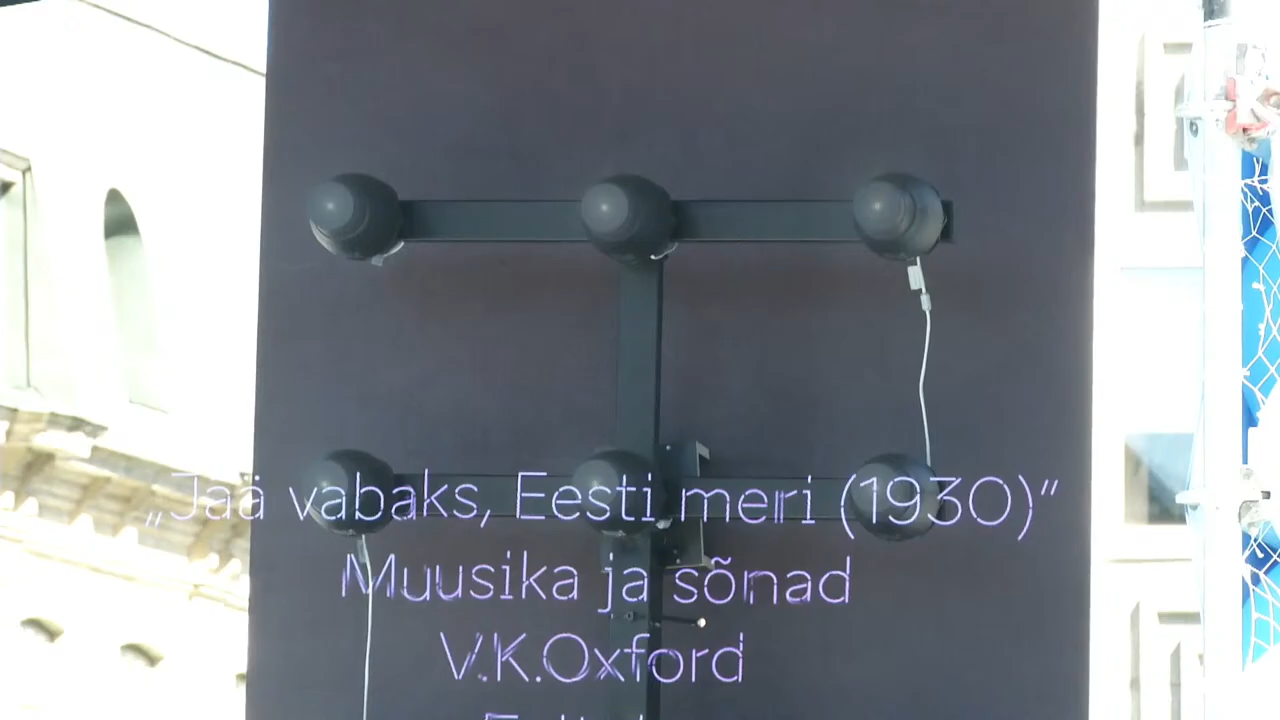 „Jää vabaks, Eesti meri (1930)“
Muusika ja sõnad
V.K.Oxford